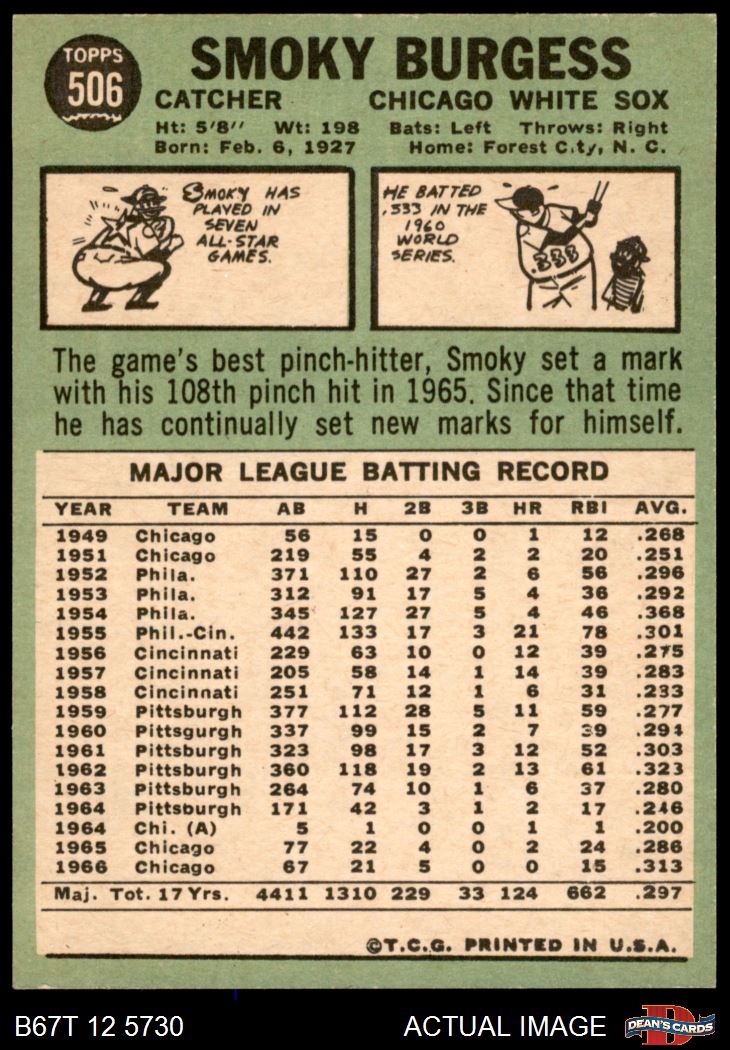 TOPPS
506
SMOKY BURGESS
CATCHER CHICAGO WHITE SOX
Ht: 5'8'' Wt: 198 Bats: Left Throws: Right
Born: Feb. 6, 1927 Home: Forest City, N. C.
SMOKY HAS
PLAYED IN
SEVEN
ALL-STAR
GAMES.
HE BATTED
.333 IN THE
1960
WORLD
SERIES.
.333
The game's best pinch-hitter, Smoky set a mark
with his 108th pinch hit in 1965. Since that time
he has continually set new marks for himself.
MAJOR LEAGUE BATTING RECORD
YEAR TEAM AB H 2B 3B HR RBI AVG.
1949 Chicago 56 15 0 0 1 12 .268
1951 Chicago 219 55 4 2 2 20 .251
1952 Phila. 371 110 27 2 6 56 .296
1953 Phila. 312 91 17 5 4 36 .292
1954 Phila. 345 127 27 5 4 46 .368
1955 Phil.-Cin. 442 133 17 3 21 78 .301
1956 Cincinnati 229 63 10 0 12 39 .275
1957 Cincinnati 205 58 14 1 14 39 .283
1958 Cincinnati 251 71 12 1 6 31 .233
1959 Pittsburgh 377 112 28 5 11 59 .277
1960 Pittsgurgh 337 99 15 2 7 39 .294
1961 Pittsburgh 323 98 17 3 12 52 .303
1962 Pittsburgh 360 118 19 2 13 61 .323
1963 Pittsburgh 264 74 10 1 6 37 .280
1964 Pittsburgh 171 42 3 1 2 17 .246
1964 Chi. (A) 5 1 0 0 1 1 .200
1965 Chicago 77 22 4 0 2 24 .286
1966 Chicago 67 21 5 0 0 15 .313
Maj. Tot. 17 Yrs. 4411 1310 229 33 124 662 .297
©T.C.G. PRINTED IN U.S.A.
B67T 12 5730 ACTUAL IMAGE
D
DEAN'S CARDS